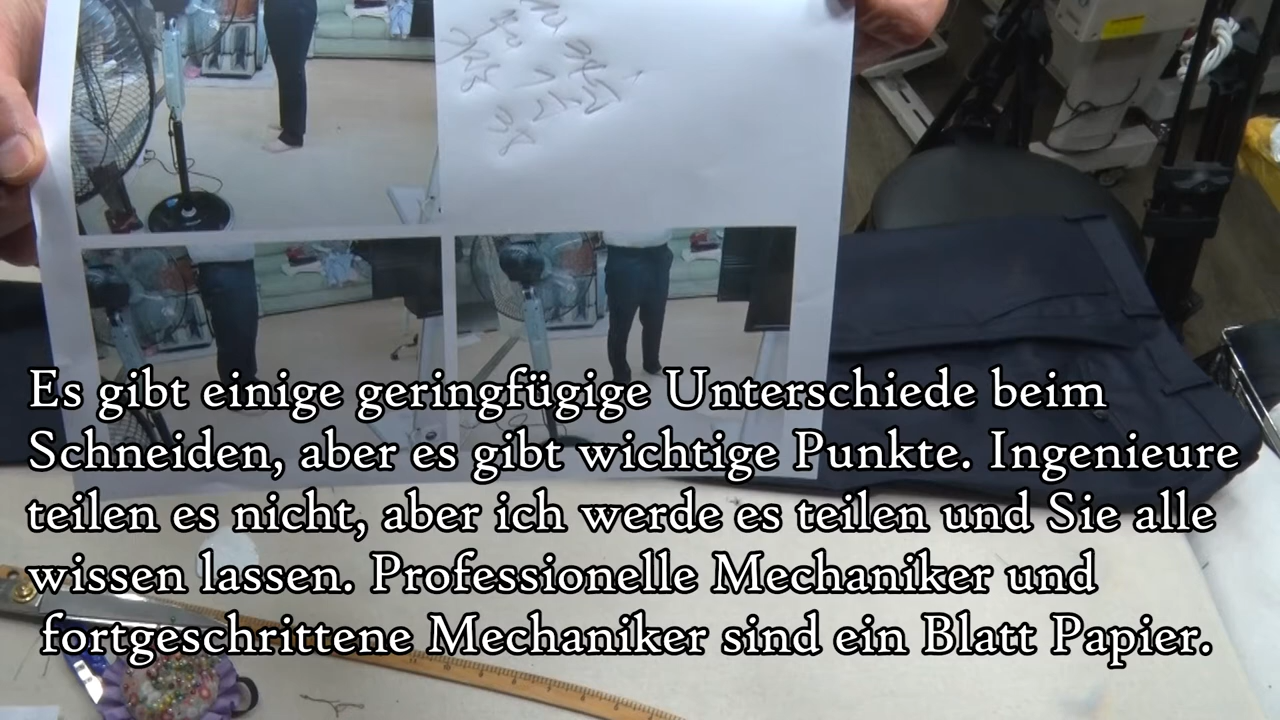 Es gibt einige geringfügige Unterschiede beim
Schneiden, aber es gibt wichtige Punkte. Ingenieure
teilen es nicht, aber ich werde es teilen und Sie alle
wissen lassen. Professionelle Mechaniker und
fortgeschrittene Mechaniker sind ein Blatt Papier.